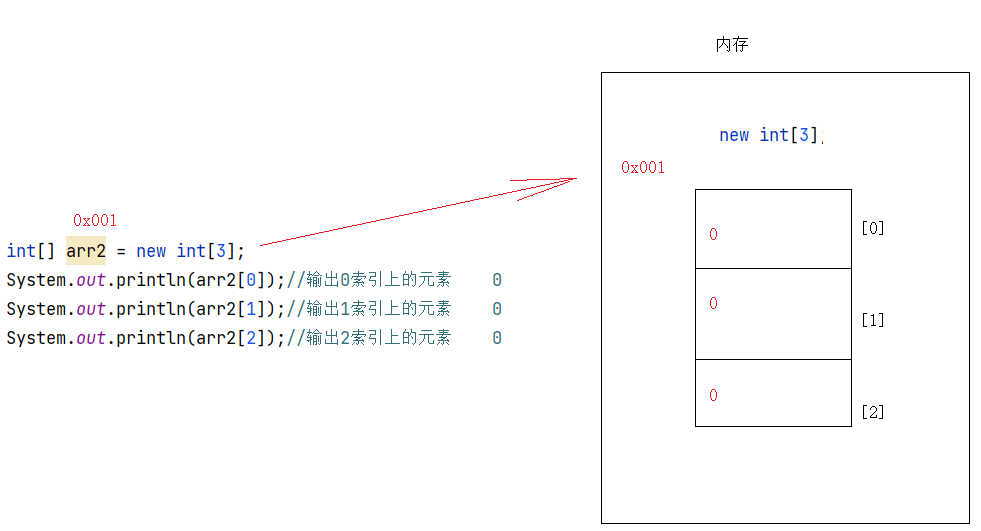 内存
new int[3];
0x001
0x001
int[] arr2 = new int[3];
System.out.println(arr2[0]);//输出0索引上的元素    0
System.out.println(arr2[1]);//输出1索引上的元素    0
System.out.println(arr2[2]);//输出2索引上的元素    0
0 [0]
0 [1]
0 [2]